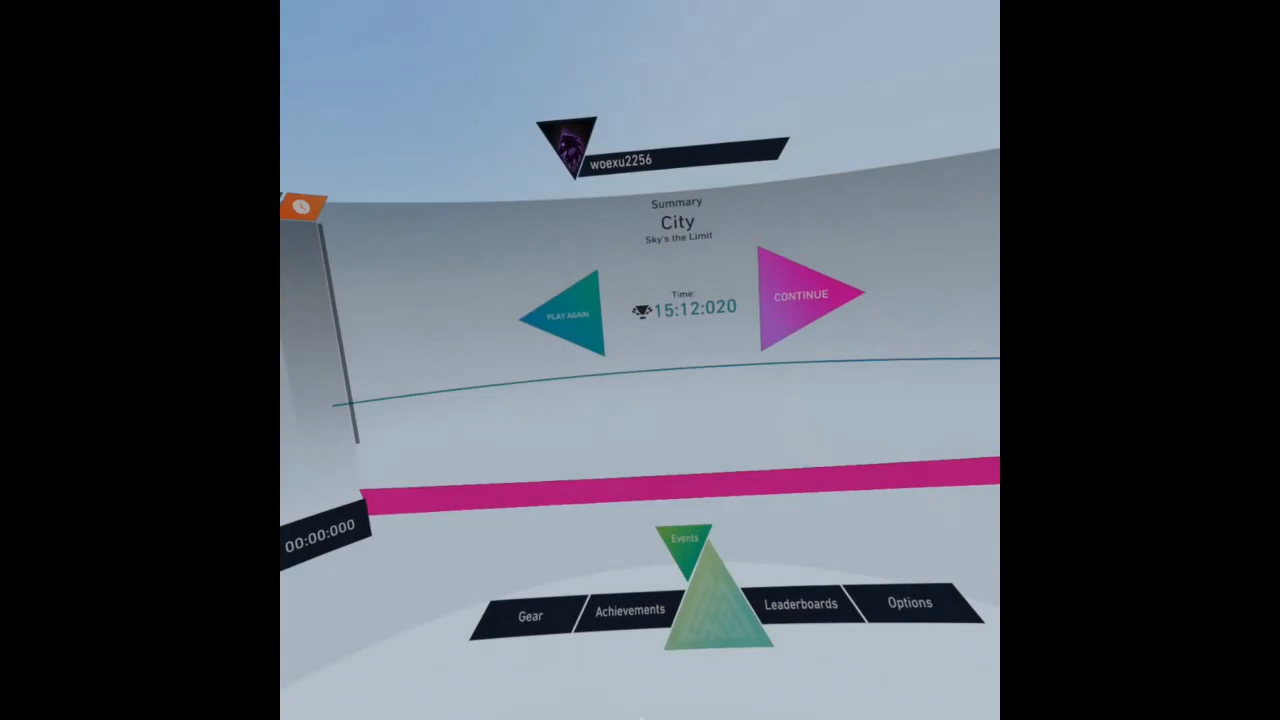 woexu2256
Summary
City
Sky's the Limit
Time:
PLAY AGAIN
15:12:020
CONTINUE
00:00:000
Events
Gear
Achievements
Leaderboards
Options